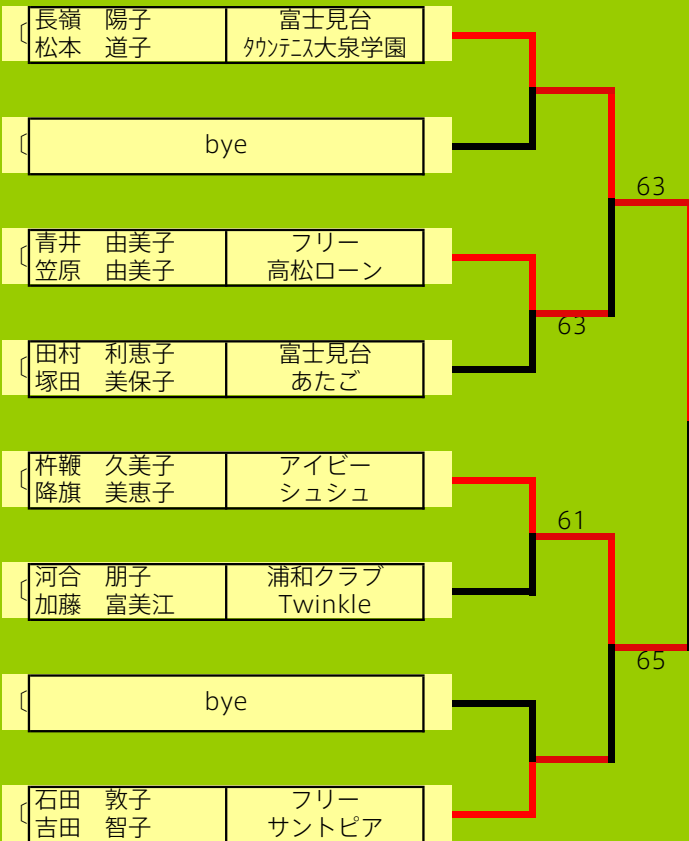 長嶺 陽子 富士見台
松本 道子 ﾀｳﾝﾃﾆｽ大泉学園
bye
63
青井 由美子 フリー
笠原 由美子 高松ローン
63
田村 利恵子 富士見台
塚田 美保子 あたご
杵鞭 久美子 アイビー
降旗 美恵子 シュシュ
61
河合 朋子 浦和クラブ
加藤 富美江 Twinkle
65
bye
石田 敦子 フリー
吉田 智子 サントピア